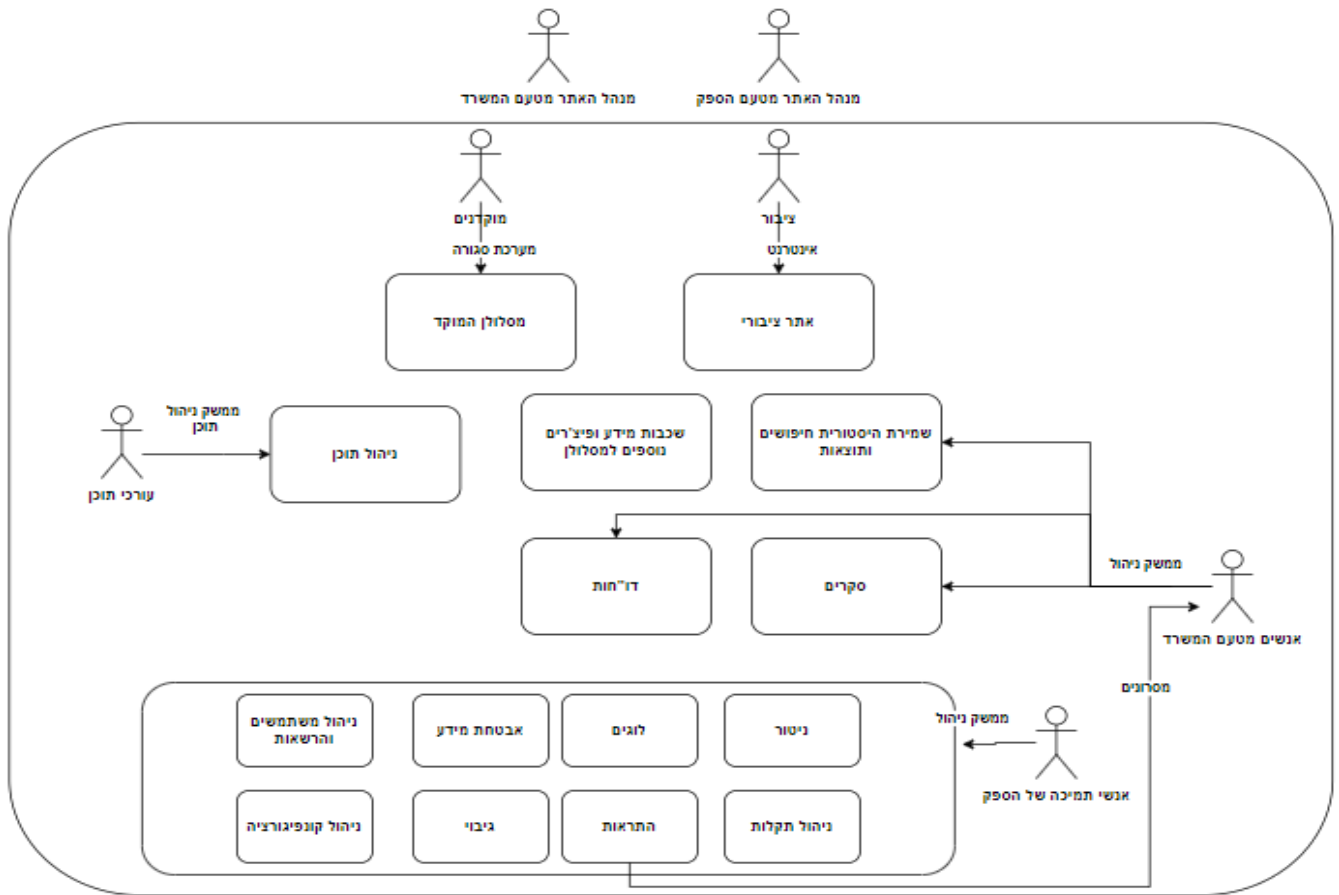 מנהל האתר מטעם הספק
מנהל האתר מטעם המשרד
ציבור
מוקדנים
אינטרנט
מערכת סגורה
אתר ציבורי
מסלולן המוקד
שמירת היסטורית חיפושים
ותוצאות
שכבות מידע ופיצ'רים
נוספים למסלולן
ניהול תוכן
ממשק ניהול
תוכן
עורכי תוכן
ממשק ניהול
אנשים מטעם המשרד
סקרים
דו"חות
מסרונים
ממשק ניהול
אנשי תמיכה של הספק
ניטור
לוגים
אבטחת מידע
ניהול משתמשים
והרשאות
ניהול תקלות
התראות
גיבוי
ניהול קונפיגורציה